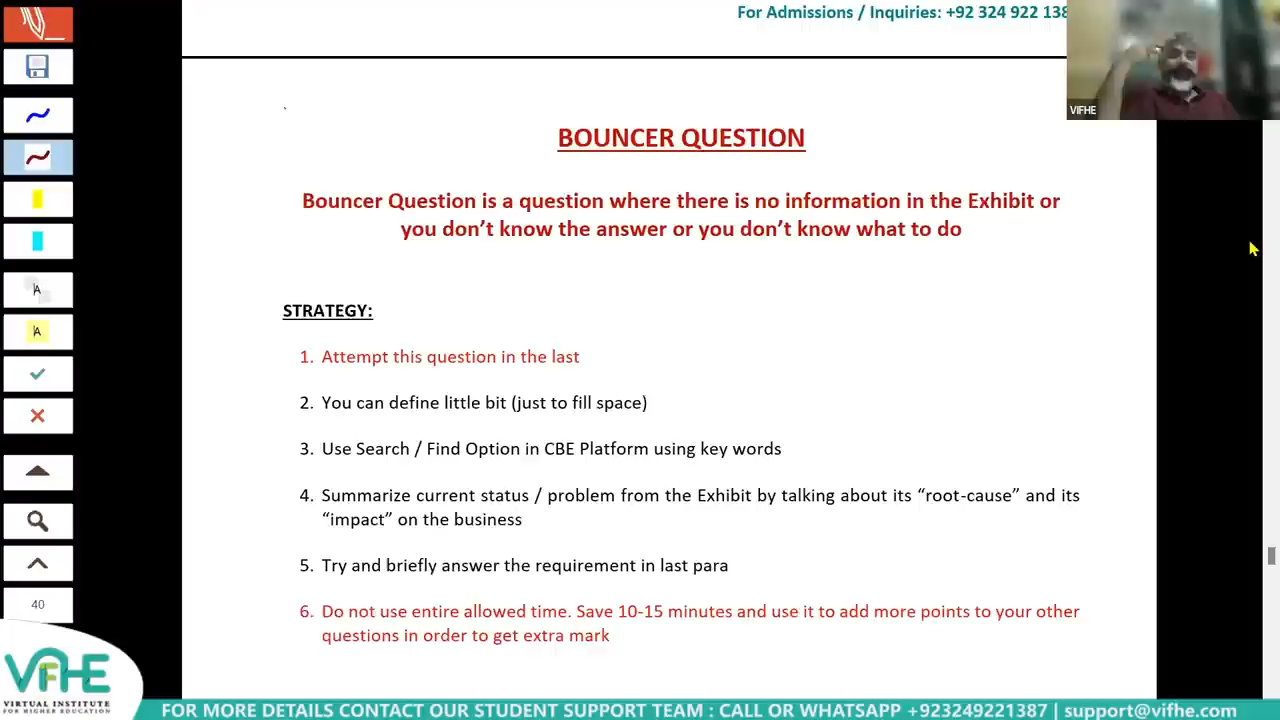 For Admissions / Inquiries: +92 324 922 138
VIFHE
BOUNCER QUESTION
Bouncer Question is a question where there is no information in the Exhibit or
you don’t know the answer or you don’t know what to do
STRATEGY:
1. Attempt this question in the last
2. You can define little bit (just to fill space)
3. Use Search / Find Option in CBE Platform using key words
4. Summarize current status / problem from the Exhibit by talking about its “root-cause” and its
“impact” on the business
5. Try and briefly answer the requirement in last para
6. Do not use entire allowed time. Save 10-15 minutes and use it to add more points to your other
questions in order to get extra mark
A
A
40
VIFHE
VIRTUAL INSTITUTE
FOR HIGHER EDUCATION
FOR MORE DETAILS CONTACT OUR STUDENT SUPPORT TEAM : CALL OR WHATSAPP +923249221387 | support@vifhe.com